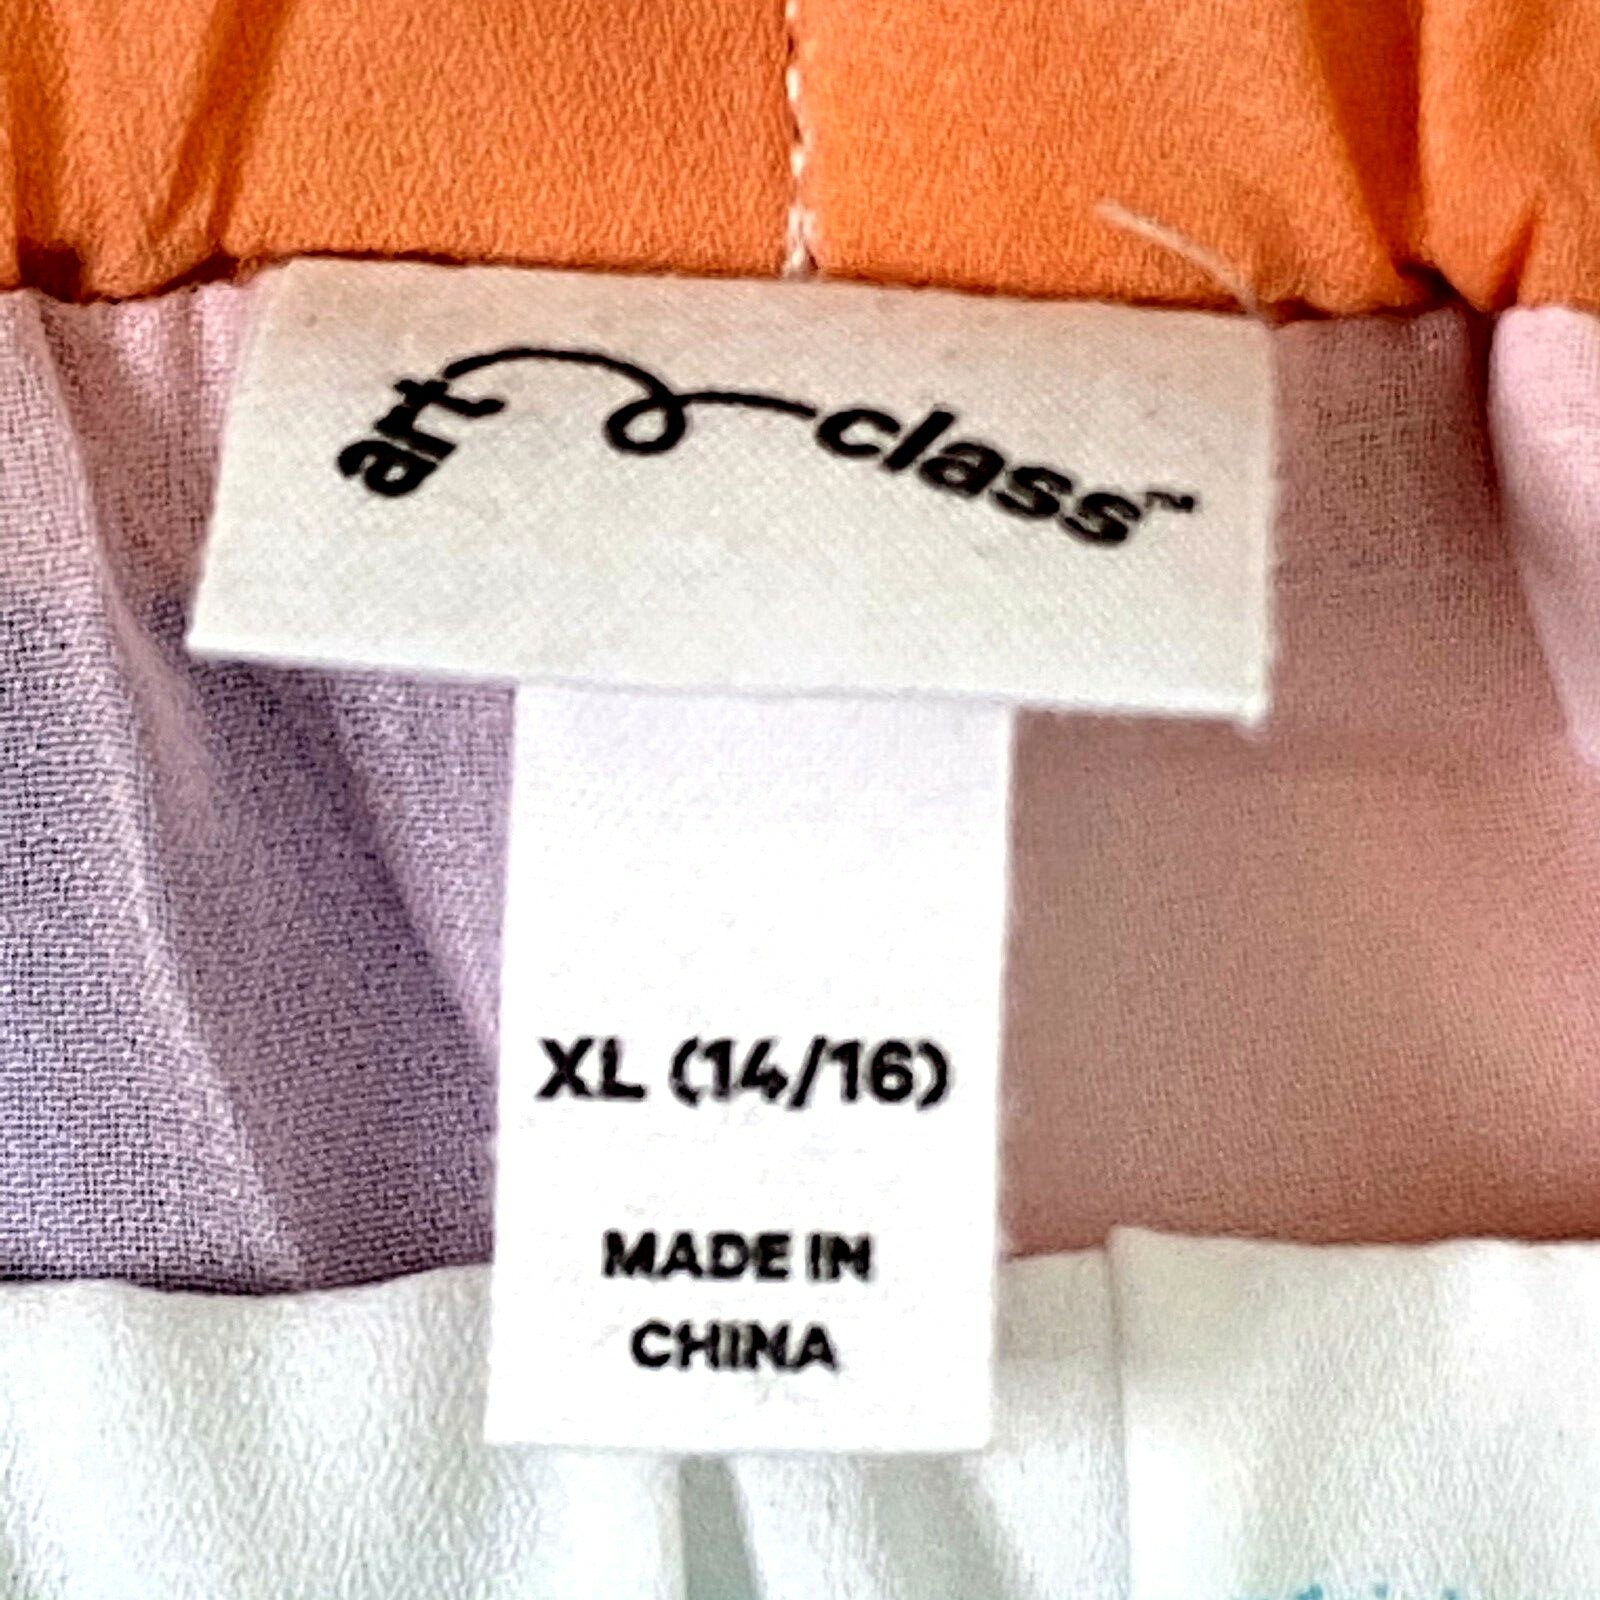 art class™
XL (14/16)
MADE IN
CHINA